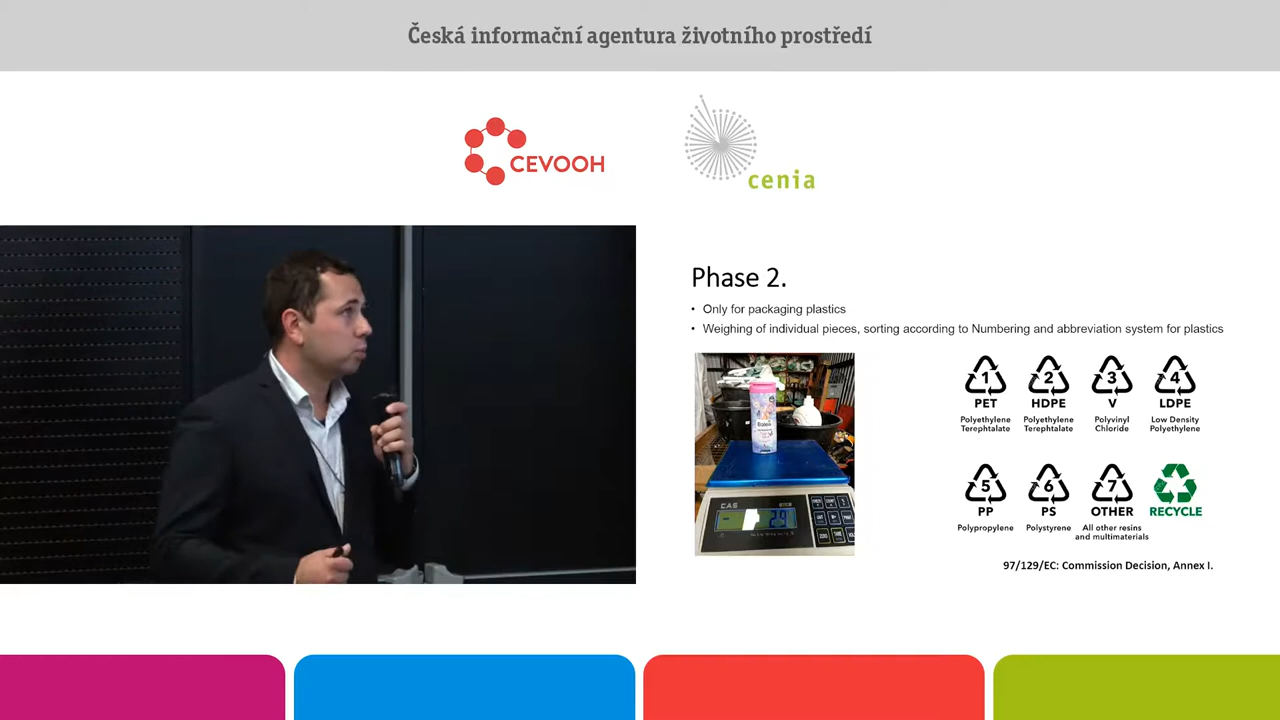 Česká informační agentura životního prostředí
CEVOOH
cenia
Phase 2.
• Only for packaging plastics
• Weighing of individual pieces, sorting according to Numbering and abbreviation system for plastics
1 2 3 4
PET HDPE V LDPE
Polyethylene Terephtalate
Polyethylene Terephtalate
Polyvinyl Chloride
Low Density Polyethylene
5 6 7
PP PS OTHER RECYCLE
Polypropylene
Polystyrene
All other resins and multimaterials
CAS
Balea
97/129/EC: Commission Decision, Annex I.